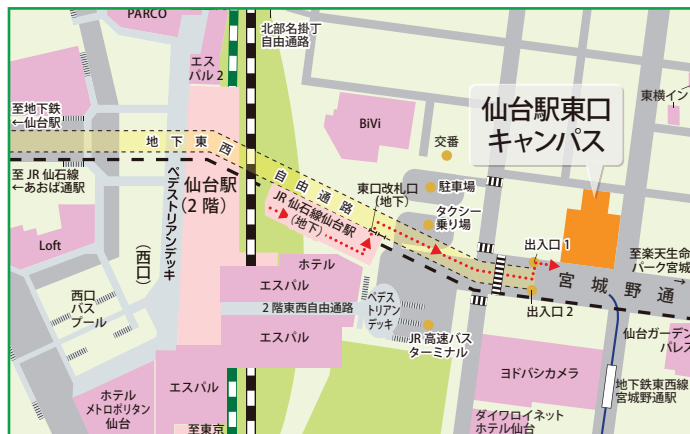 PARCO
北部名掛丁
自由通路
エス
パル2
至地下鉄
←仙台駅
BiVi
仙台駅東口
キャンパス
東横イン
交番
地下東西
自由通路
至JR仙石線
←あおば通駅
ペデストリアンデッキ
(西口)
仙台駅
(2階)
JR仙石線仙台駅
(地下)
東口改札口
(地下)
駐車場
タクシー
乗り場
Loft
出入口1
至楽天生命
パーク宮城
→
宮城野通
ホテル
エスパル
西口
バス
プール
2階東西自由通路
ペデス
トリアン
デッキ
出入口2
エスパル
JR高速バス
ターミナル
仙台ガーデン
パレス
ヨドバシカメラ
エスパル
ホテル
メトロポリタン
仙台
地下鉄東西線
宮城野通駅
ダイワロイネット
ホテル仙台
至東京